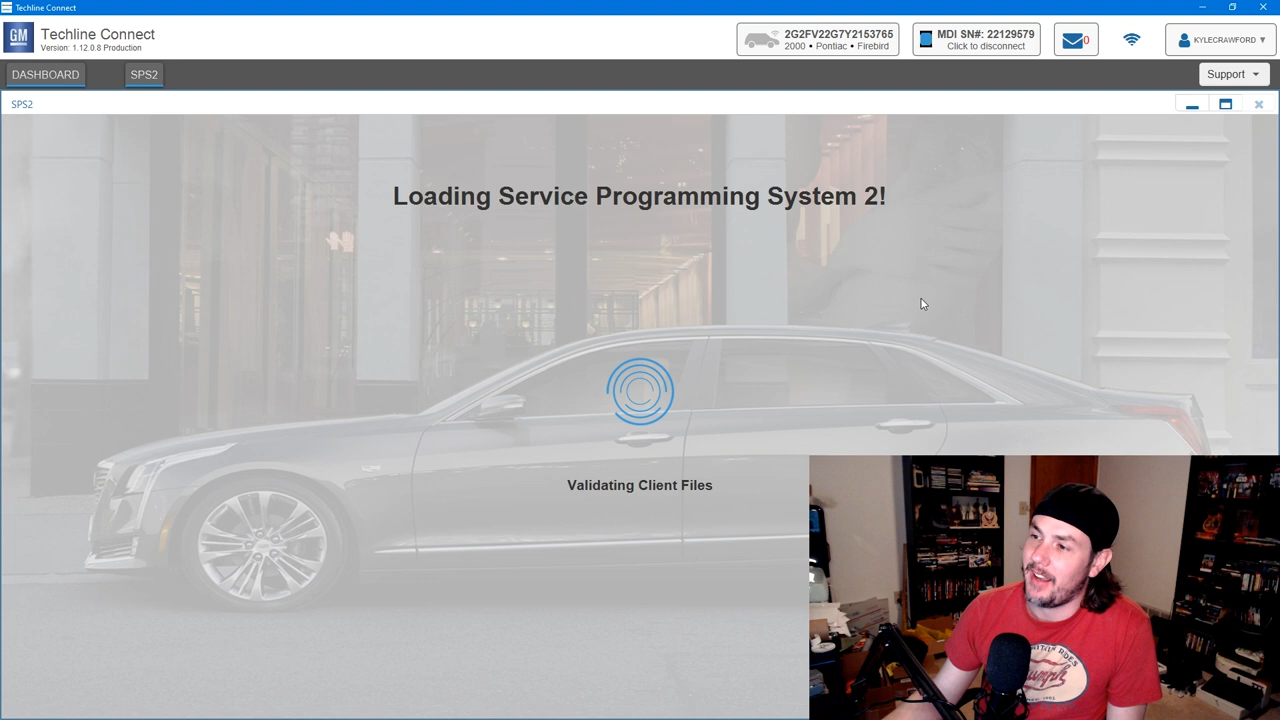 Techline Connect
GM
Techline Connect
Version: 1.12.0.8 Production
2G2FV22G7Y2153765
2000 • Pontiac • Firebird
MDI SN#: 22129579
Click to disconnect
0
KYLECRAWFORD
DASHBOARD
SPS2
Support
SPS2
Loading Service Programming System 2!
Validating Client Files